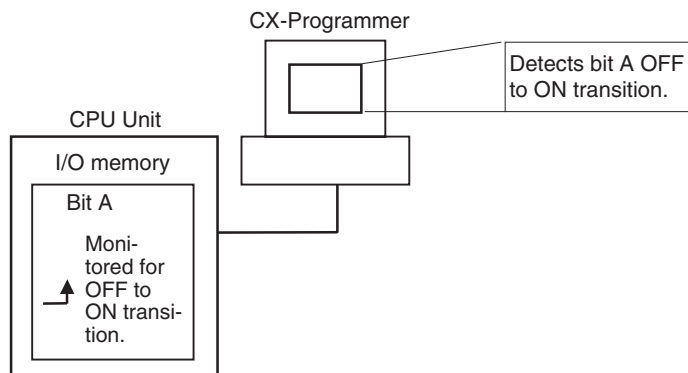 CX-Programmer
Detects bit A OFF
to ON transition.
CPU Unit
I/O memory
Bit A
Moni-
tored for
OFF to
ON transi-
tion.